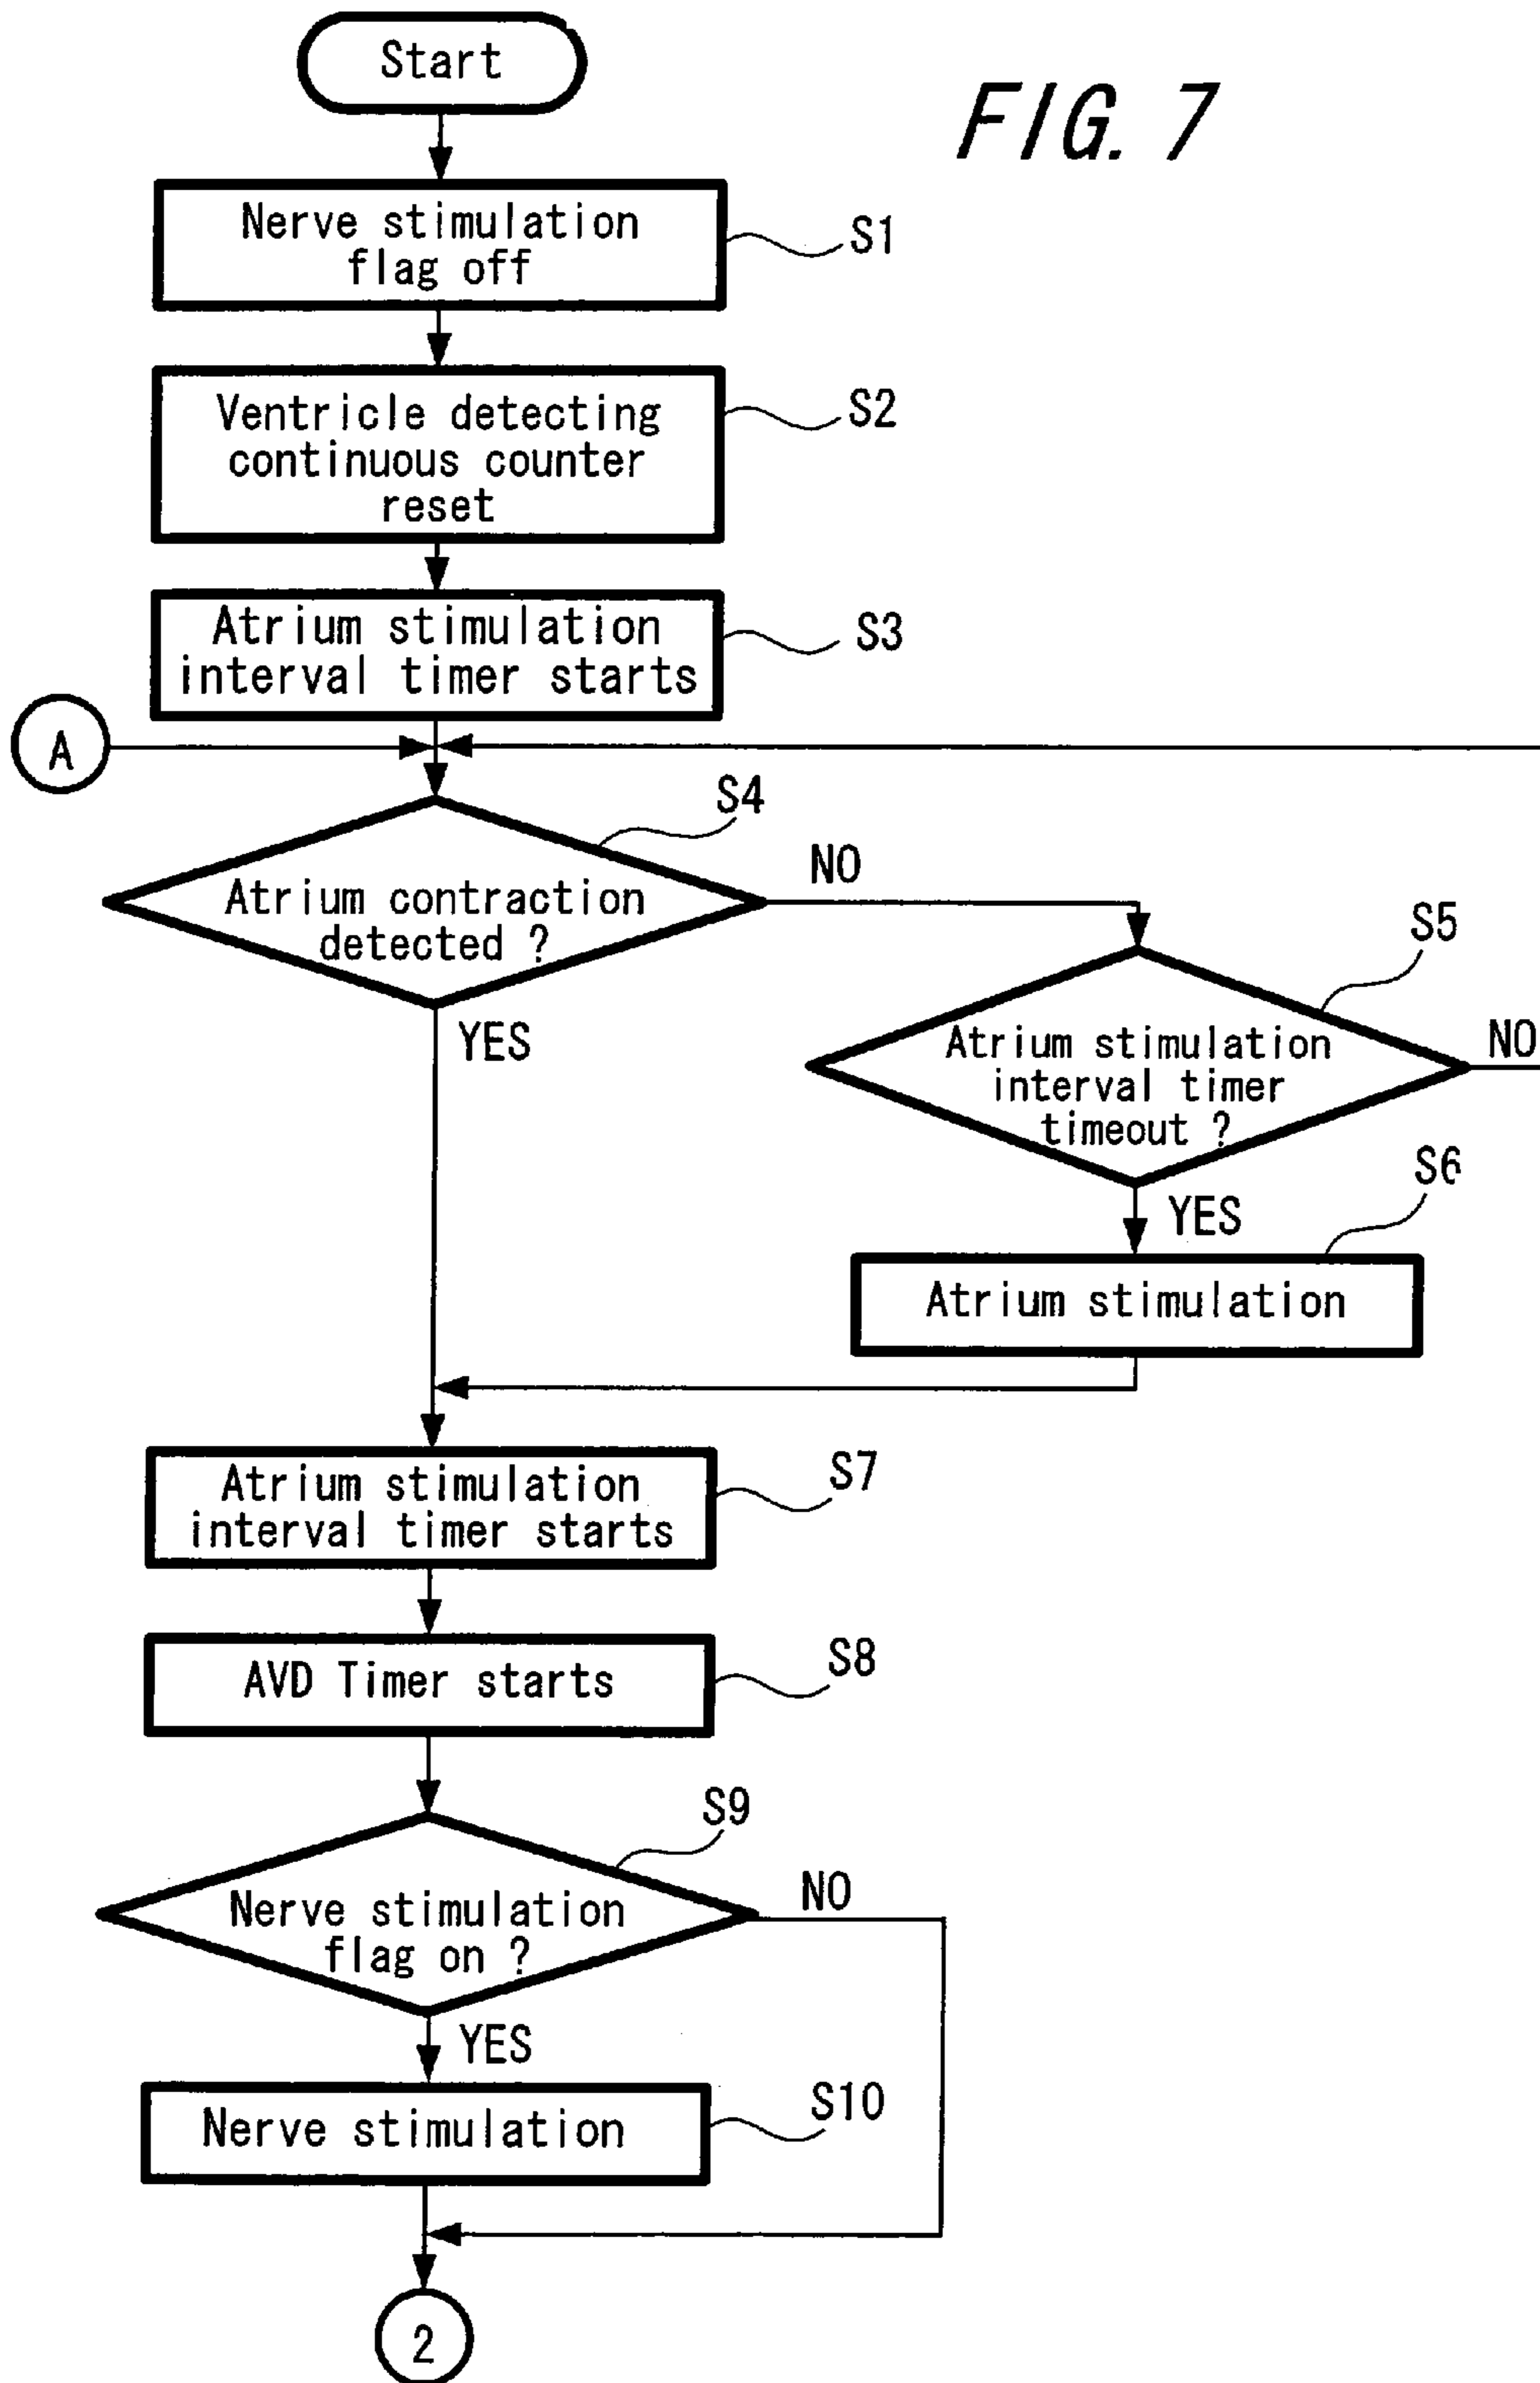 Start
FIG. 7
Nerve stimulation
flag off
S1
Ventricle detecting
continuous counter
reset
S2
Atrium stimulation
interval timer starts
S3
A
S4
Atrium contraction
detected ?
NO
YES
S5
Atrium stimulation
interval timer
timeout ?
NO
YES
S6
Atrium stimulation
Atrium stimulation
interval timer starts
S7
AVD Timer starts
S8
S9
Nerve stimulation
flag on ?
NO
YES
Nerve stimulation
S10
2